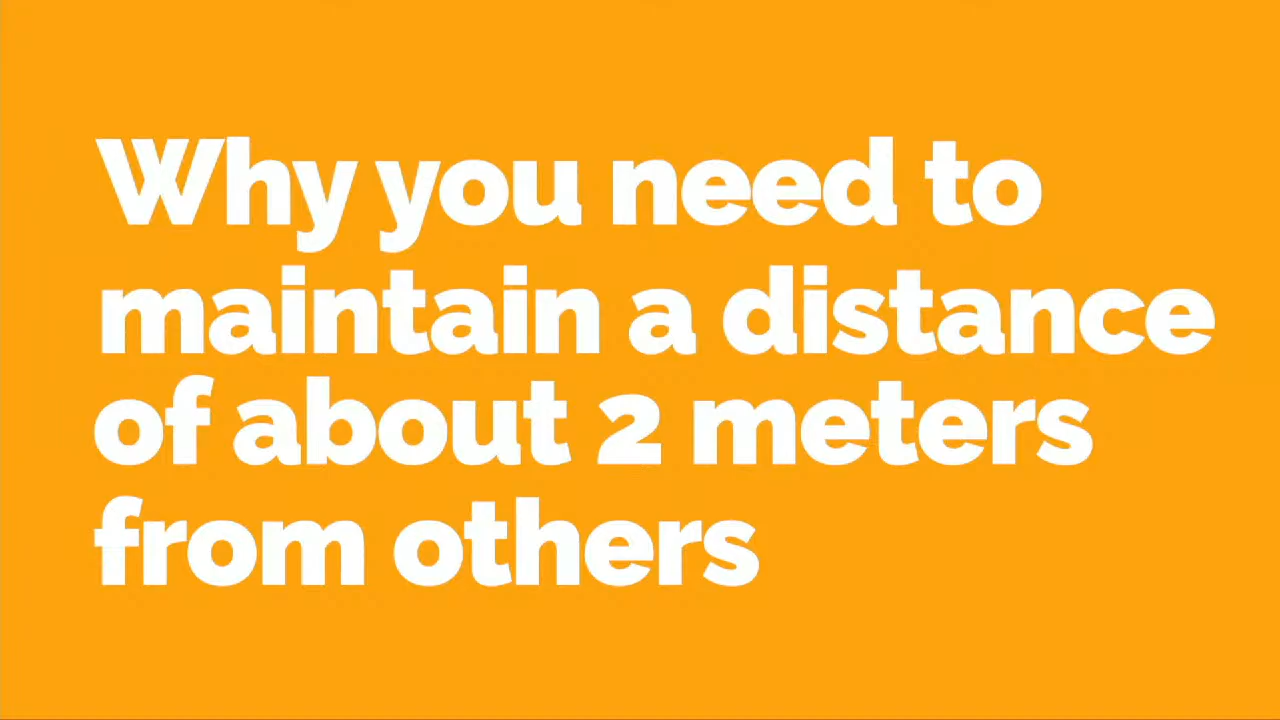 Why you need to
maintain a distance
of about 2 meters
from others